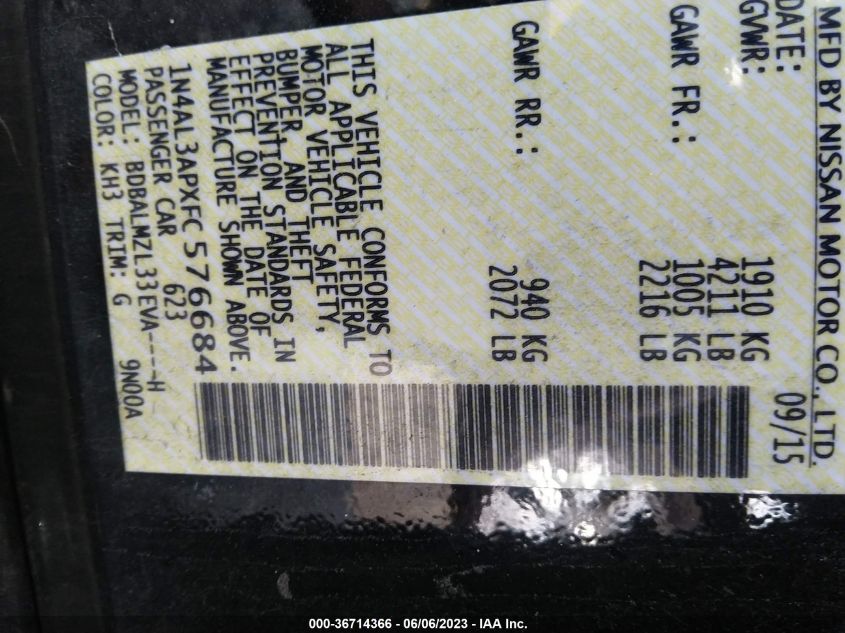 MFD BY NISSAN MOTOR CO., LTD.
DATE: 09/15
GVWR: 1910 KG
4211 LB
GAWR FR.: 1005 KG
2216 LB
GAWR RR.: 940 KG
2072 LB
THIS VEHICLE CONFORMS TO
ALL APPLICABLE FEDERAL
MOTOR VEHICLE SAFETY,
BUMPER, AND THEFT
PREVENTION STANDARDS IN
EFFECT ON THE DATE OF
MANUFACTURE SHOWN ABOVE.
1N4AL3APXFC576684
PASSENGER CAR 623
MODEL: BDBALMZL33EVA----H
COLOR: KH3 TRIM: G 9N00A
000-36714366 - 06/06/2023 - IAA Inc.